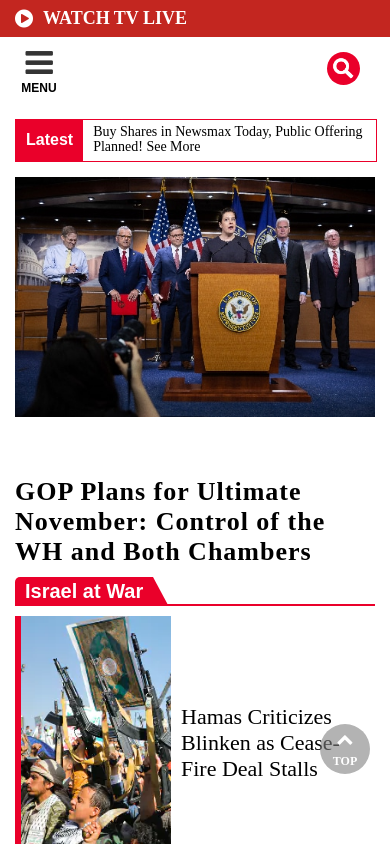 WATCH TV LIVE
MENU
Latest
Buy Shares in Newsmax Today, Public Offering
Planned! See More
GOP Plans for Ultimate
November: Control of the
WH and Both Chambers
Israel at War
Hamas Criticizes
Blinken as Cease-
Fire Deal Stalls
TOP